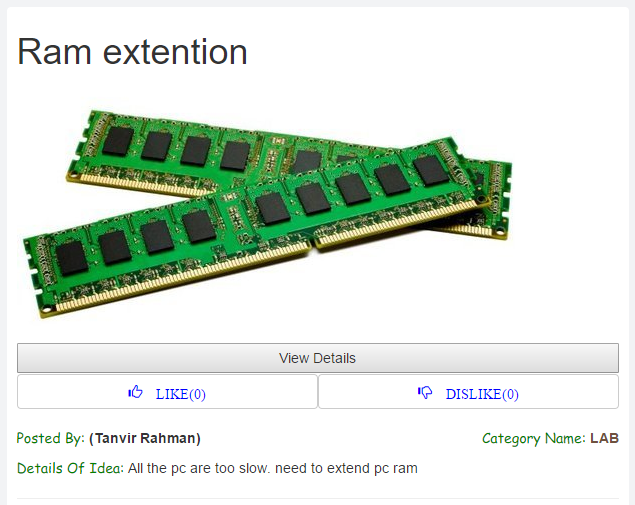 Ram extention
View Details
LIKE(0) DISLIKE(0)
Posted By: (Tanvir Rahman) Category Name: LAB
Details Of Idea: All the pc are too slow. need to extend pc ram